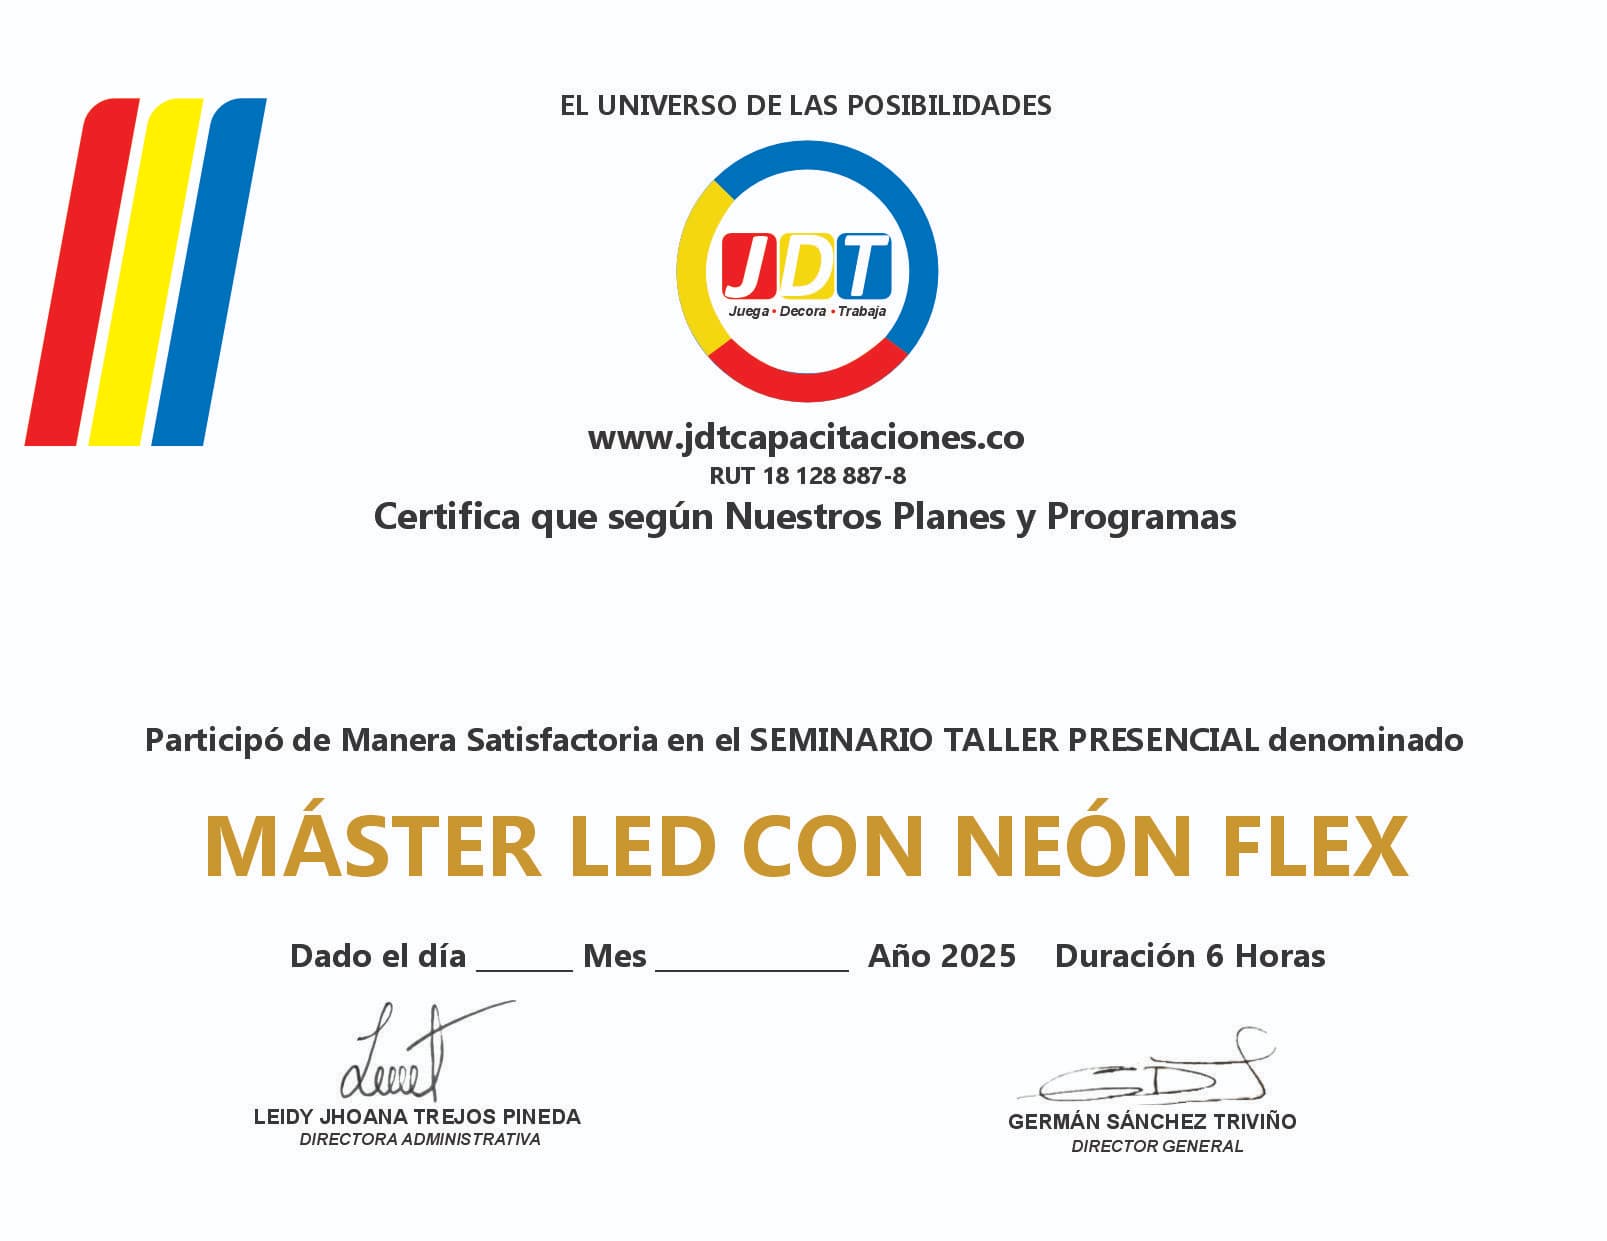 EL UNIVERSO DE LAS POSIBILIDADES
JDT
Juega • Decora • Trabaja
www.jdtcapacitaciones.co
RUT 18 128 887-8
Certifica que según Nuestros Planes y Programas
Participó de Manera Satisfactoria en el SEMINARIO TALLER PRESENCIAL denominado
MÁSTER LED CON NEÓN FLEX
Dado el día ______ Mes ____________ Año 2025 Duración 6 Horas
LEIDY JHOANA TREJOS PINEDA
DIRECTORA ADMINISTRATIVA
GERMÁN SÁNCHEZ TRIVIÑO
DIRECTOR GENERAL